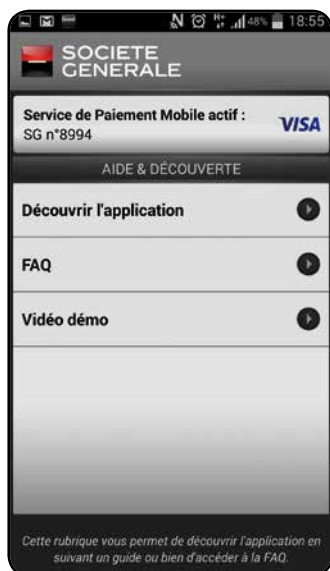 48% 18:55
SOCIETE
GENERALE
Service de Paiement Mobile actif :
SG n°8994
VISA
AIDE & DÉCOUVERTE
Découvrir l'application
FAQ
Vidéo démo
Cette rubrique vous permet de découvrir l'application en
suivant un guide ou bien d'accéder à la FAQ.